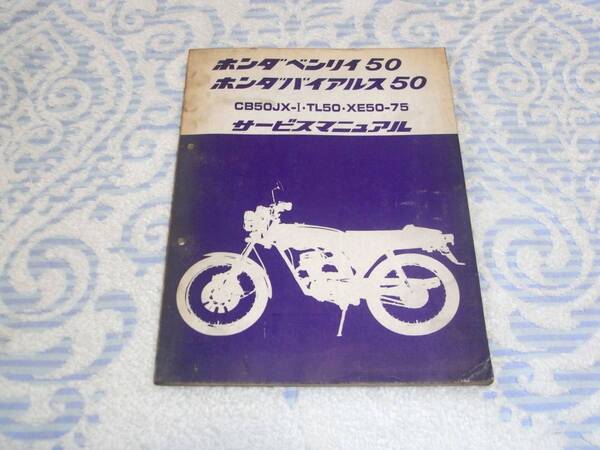 ホンダベンリイ50
ホンダバイアルス50
CB50JX-I・TL50・XE50-75
サービスマニュアル